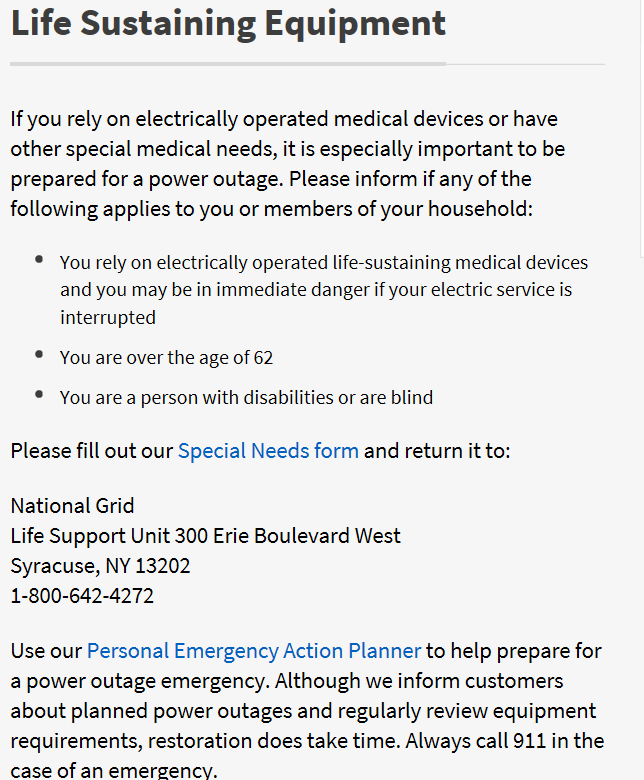 Life Sustaining Equipment
If you rely on electrically operated medical devices or have
other special medical needs, it is especially important to be
prepared for a power outage. Please inform if any of the
following applies to you or members of your household:
• You rely on electrically operated life-sustaining medical devices
and you may be in immediate danger if your electric service is
interrupted
• You are over the age of 62
• You are a person with disabilities or are blind
Please fill out our Special Needs form and return it to:
National Grid
Life Support Unit 300 Erie Boulevard West
Syracuse, NY 13202
1-800-642-4272
Use our Personal Emergency Action Planner to help prepare for
a power outage emergency. Although we inform customers
about planned power outages and regularly review equipment
requirements, restoration does take time. Always call 911 in the
case of an emergency.